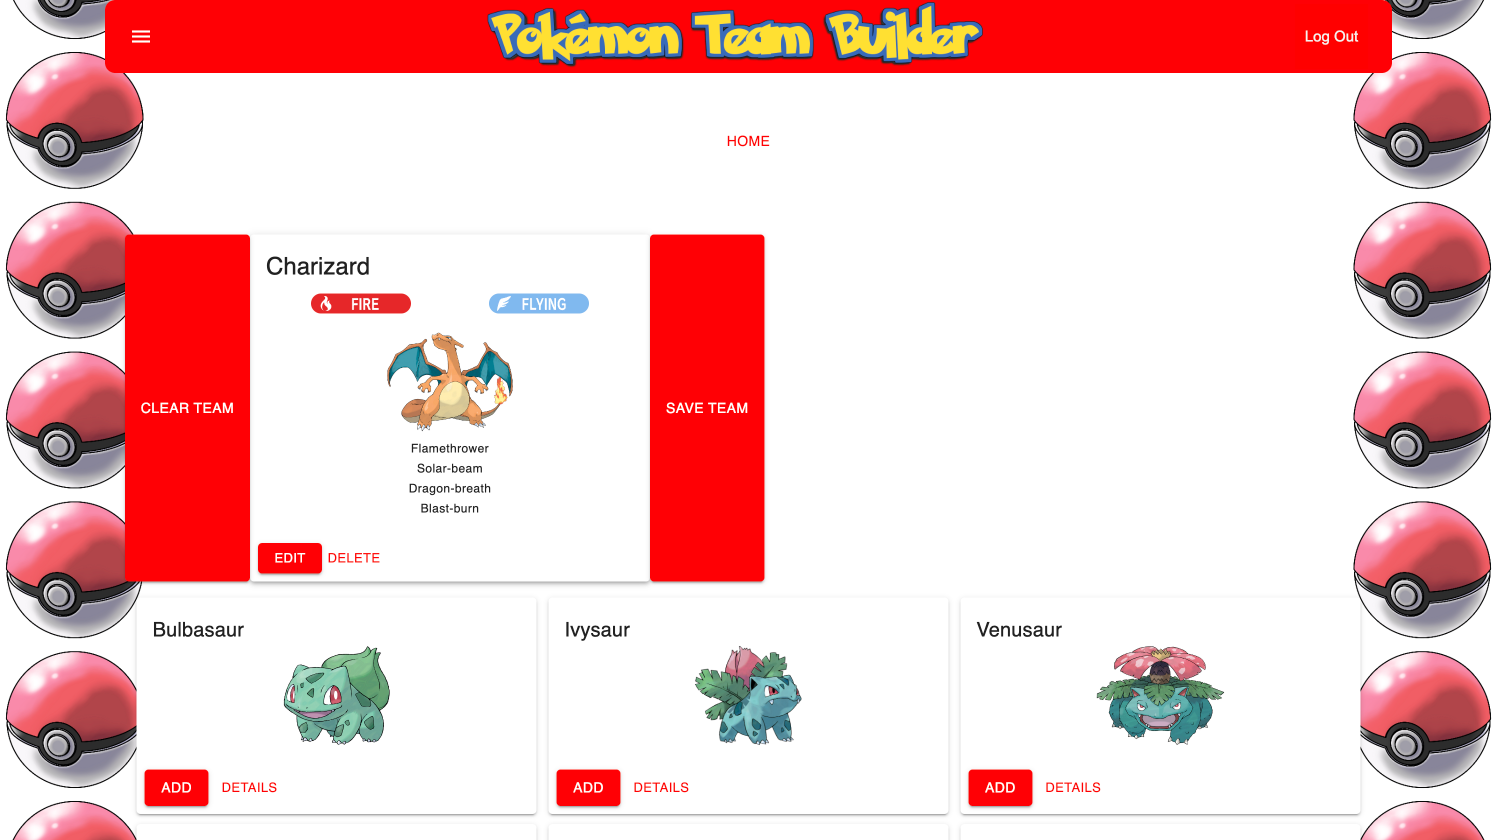 Pokémon Team Builder
Log Out
HOME
CLEAR TEAM
Charizard
FIRE
FLYING
Flamethrower
Solar-beam
Dragon-breath
Blast-burn
EDIT DELETE
SAVE TEAM
Bulbasaur
ADD DETAILS
Ivysaur
ADD DETAILS
Venusaur
ADD DETAILS